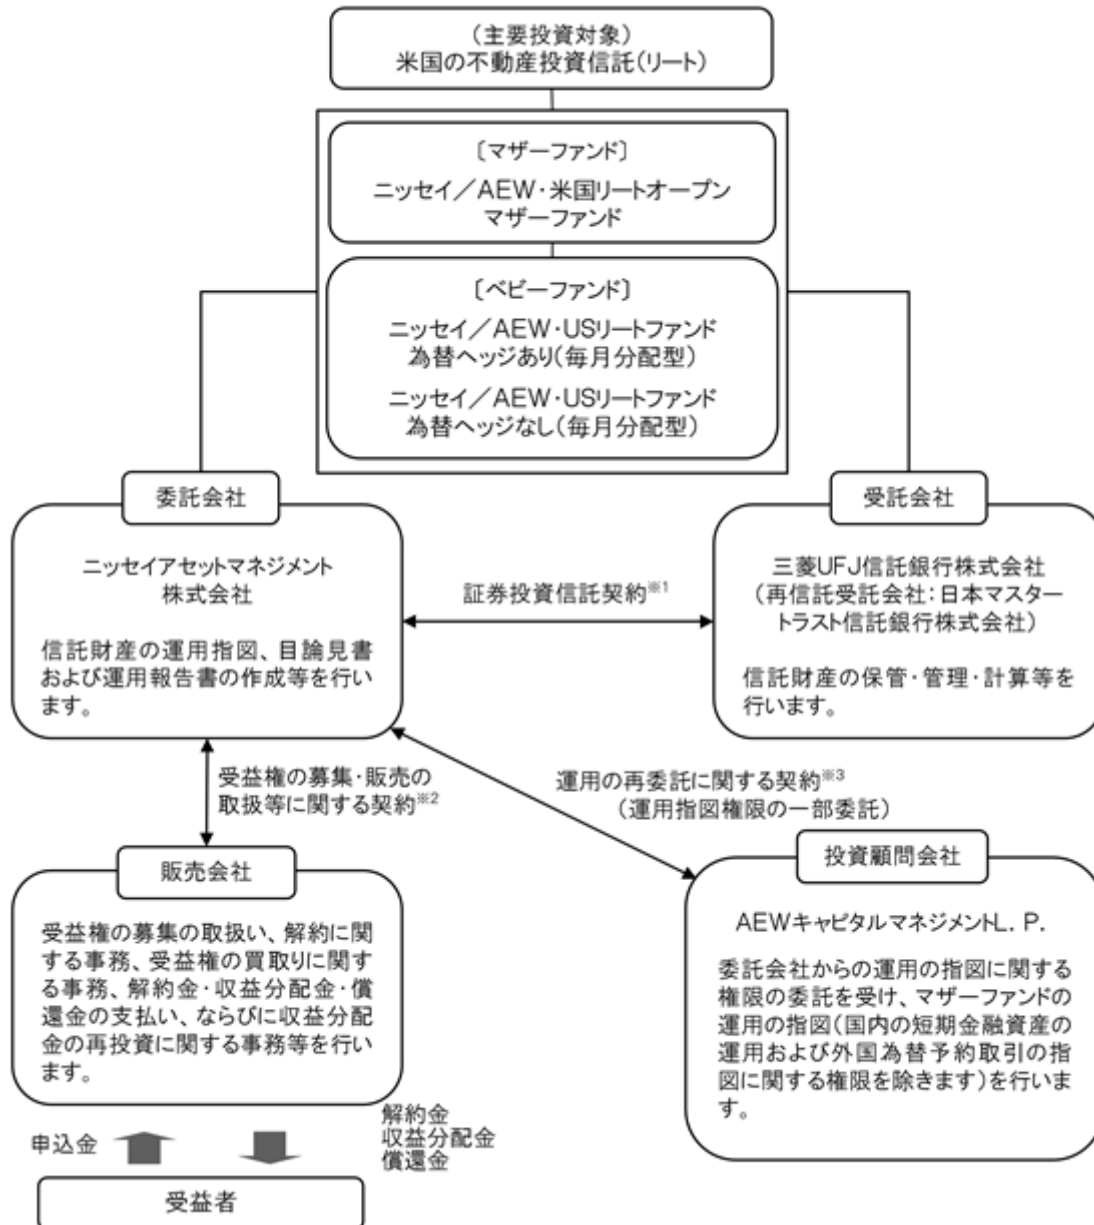 （主要投資対象）
米国の不動産投資信託（リート）
〔マザーファンド〕
ニッセイ／AEW・米国リートオープン
マザーファンド
〔ベビーファンド〕
ニッセイ／AEW・USリートファンド
為替ヘッジあり（毎月分配型）
ニッセイ／AEW・USリートファンド
為替ヘッジなし（毎月分配型）
委託会社
ニッセイアセットマネジメント
株式会社
信託財産の運用指図、目論見書
および運用報告書の作成等を行い
ます。
証券投資信託契約※1
受託会社
三菱UFJ信託銀行株式会社
（再信託受託会社：日本マスター
トラスト信託銀行株式会社）
信託財産の保管・管理・計算等を
行います。
受益権の募集・販売の
取扱等に関する契約※2
運用の再委託に関する契約※3
（運用指図権限の一部委託）
販売会社
受益権の募集の取扱い、解約に関
する事務、受益権の買取りに関す
る事務、解約金・収益分配金・償
還金の支払い、ならびに収益分配
金の再投資に関する事務等を行い
ます。
投資顧問会社
AEWキャピタルマネジメントL．P．
委託会社からの運用の指図に関する
権限の委託を受け、マザーファンドの
運用の指図（国内の短期金融資産の
運用および外国為替予約取引の指
図に関する権限を除きます）を行いま
す。
申込金
解約金
収益分配金
償還金
受益者